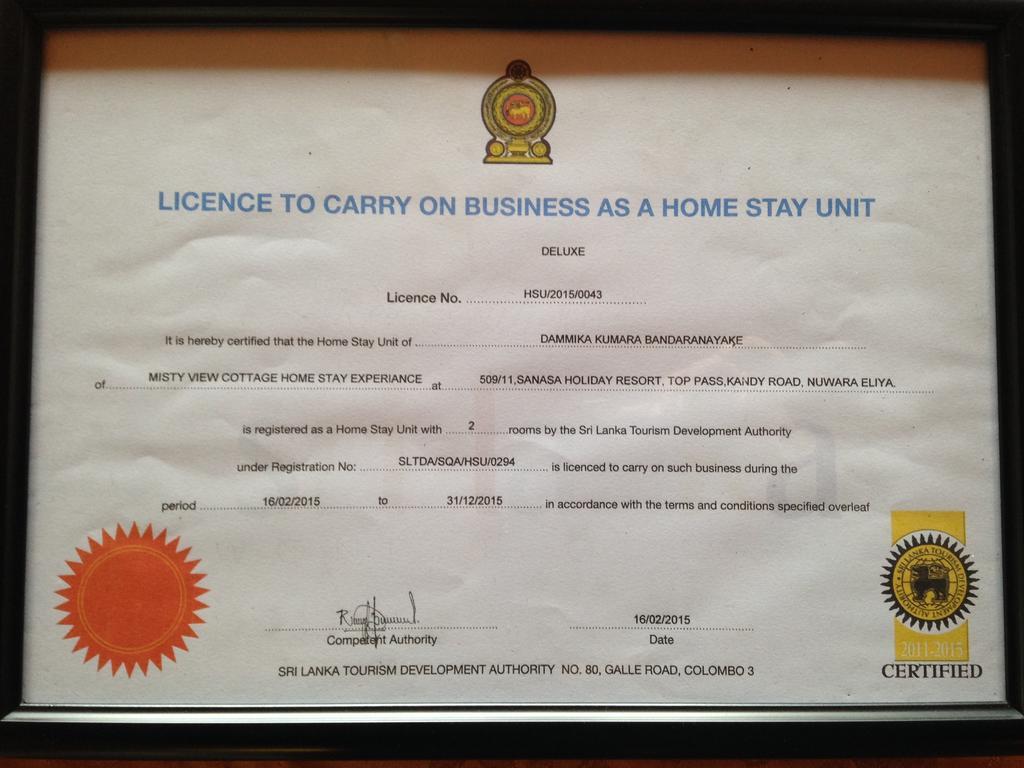 LICENCE TO CARRY ON BUSINESS AS A HOME STAY UNIT
DELUXE
Licence No. HSU/2015/0043
It is hereby certified that the Home Stay Unit of DAMMIKA KUMARA BANDARANAYAKE
of MISTY VIEW COTTAGE HOME STAY EXPERIANCE at 509/11,SANASA HOLIDAY RESORT, TOP PASS,KANDY ROAD, NUWARA ELIYA.
is registered as a Home Stay Unit with 2 rooms by the Sri Lanka Tourism Development Authority
under Registration No: SLTDA/SQA/HSU/0294 is licenced to carry on such business during the
period 16/02/2015 to 31/12/2015 in accordance with the terms and conditions specified overleaf
SRI LANKA TOURISM DEVELOPMENT AUTHORITY
2011-2015
CERTIFIED
16/02/2015
Competent Authority Date
SRI LANKA TOURISM DEVELOPMENT AUTHORITY NO. 80, GALLE ROAD, COLOMBO 3